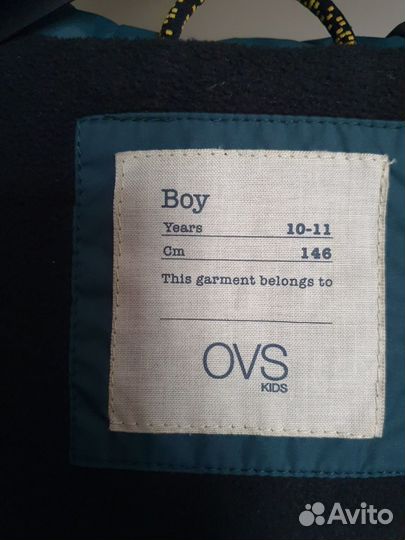 Boy
Years 10-11
Cm 146
This garment belongs to
OVS
KIDS
Avito